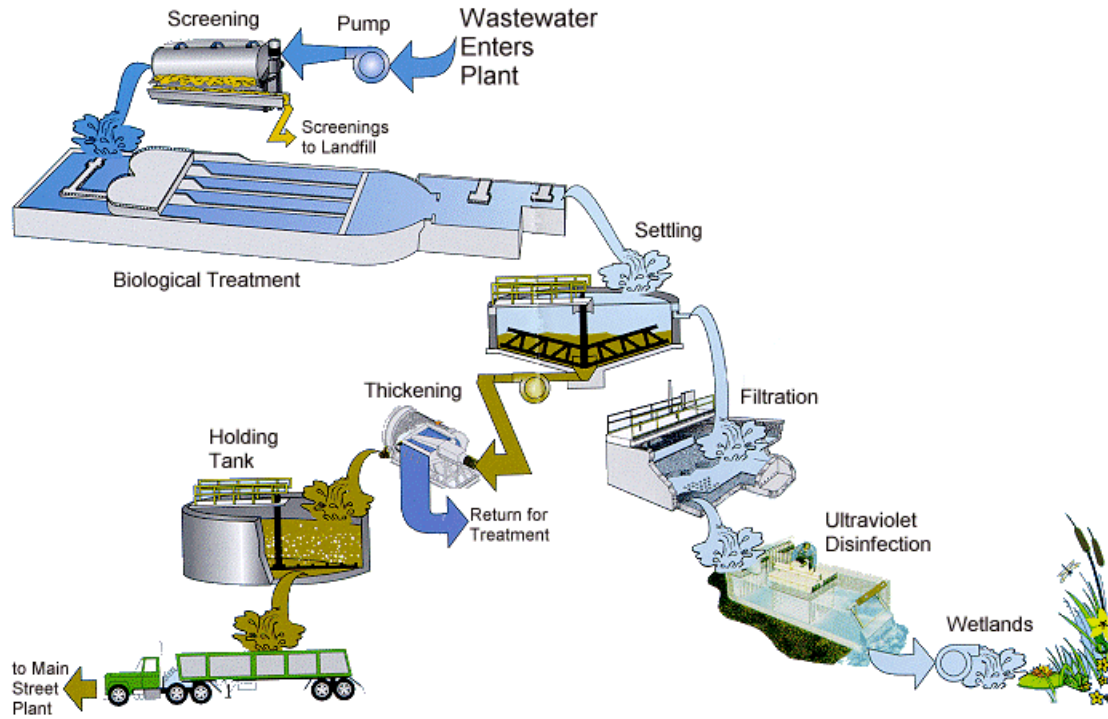 Screening
Pump
Wastewater
Enters
Plant
Screenings
to Landfill
Biological Treatment
Settling
Thickening
Filtration
Holding
Tank
Return for
Treatment
Ultraviolet
Disinfection
Wetlands
to Main
Street
Plant
1